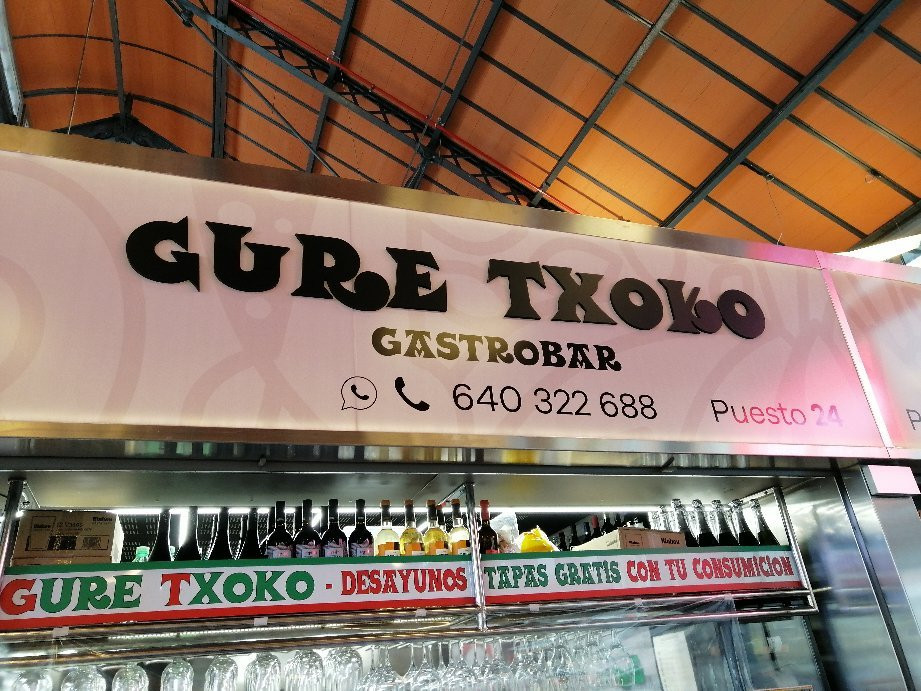 GURE TXOKO
GASTROBAR
640 322 688
Puesto 24
GURE TXOKO - DESAYUNOS
TAPAS GRATIS CON TU CONSUMICION